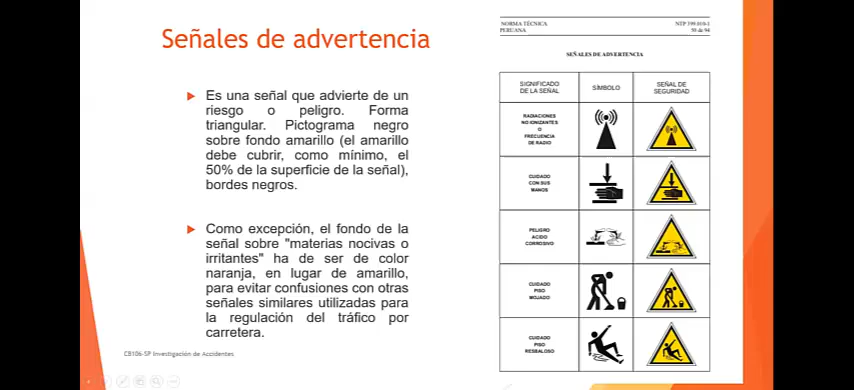 Señales de advertencia
Es una señal que advierte de un
riesgo o peligro. Forma
triangular. Pictograma negro
sobre fondo amarillo (el amarillo
debe cubrir, como mínimo, el
50% de la superficie de la señal),
bordes negros.
Como excepción, el fondo de la
señal sobre "materias nocivas o
irritantes" ha de ser de color
naranja, en lugar de amarillo,
para evitar confusiones con otras
señales similares utilizadas para
la regulación del tráfico por
carretera.
CB106-SP Investigación de Accidentes
NORMA TÉCNICA
PERUANA
NTP 399.010-1
59 de 94
SEÑALES DE ADVERTENCIA
SIGNIFICADO
DE LA SEÑAL
SÍMBOLO
SEÑAL DE
SEGURIDAD
RADIACIONES
NO IONIZANTES
O
FRECUENCIA
DE RADIO
CUIDADO
CON SUS
MANOS
PELIGRO
ACIDO
CORROSIVO
CUIDADO
PISO
MOJADO
CUIDADO
PISO
RESBALOSO